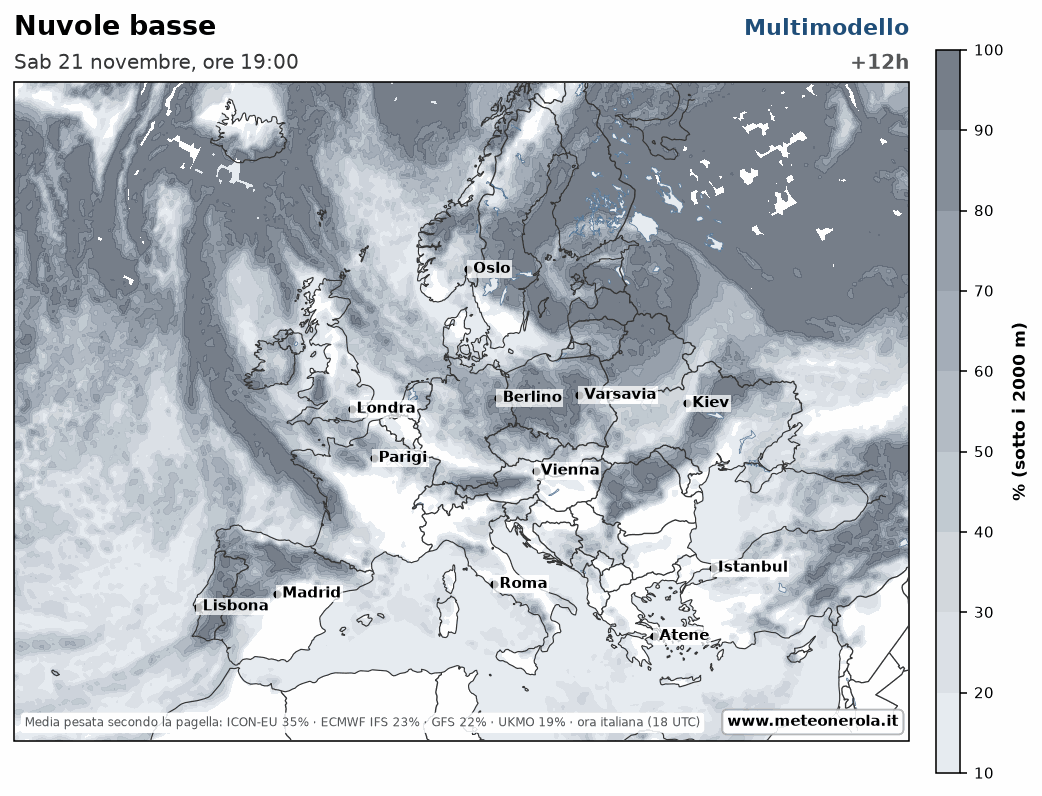 Nuvole basse
Multimodello
Sab 21 novembre, ore 19:00
+12h
100
90
80
70
60
50
40
30
20
10
% (sotto i 2000 m)
Oslo
Londra
Berlino
Varsavia
Kiev
Parigi
Vienna
Istanbul
Roma
Madrid
Lisbona
Atene
Media pesata secondo la pagella: ICON-EU 35% · ECMWF IFS 23% · GFS 22% · UKMO 19% · ora italiana (18 UTC)
www.meteonerola.it